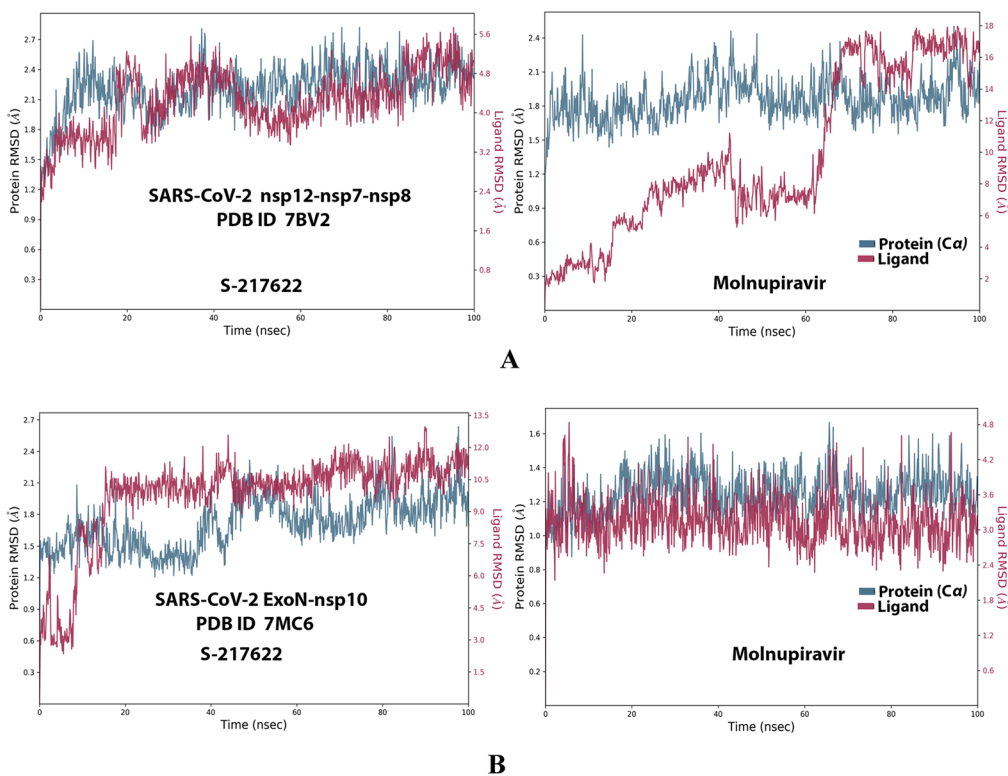 Protein RMSD (Å)
2.7
2.4
2.1
1.8
1.5
1.2
0.9
0.6
0.3
5.6
4.8
4.0
3.2
2.4
1.6
0.8
Ligand RMSD (Å)
SARS-CoV-2 nsp12-nsp7-nsp8
PDB ID 7BV2
S-217622
0 20 40 60 80 100
Time (nsec)
Protein RMSD (Å)
2.4
2.1
1.8
1.5
1.2
0.9
0.6
0.3
18
16
14
12
10
8
6
4
2
Ligand RMSD (Å)
Protein (Cα)
Ligand
Molnupiravir
0 20 40 60 80 100
Time (nsec)
A
Protein RMSD (Å)
2.7
2.4
2.1
1.8
1.5
1.2
0.9
0.6
0.3
13.5
12.0
10.5
9.0
7.5
6.0
4.5
3.0
1.5
Ligand RMSD (Å)
SARS-CoV-2 ExoN-nsp10
PDB ID 7MC6
S-217622
0 20 40 60 80 100
Time (nsec)
Protein RMSD (Å)
1.6
1.4
1.2
1.0
0.8
0.6
0.4
0.2
4.8
4.2
3.6
3.0
2.4
1.8
1.2
0.6
Ligand RMSD (Å)
Protein (Cα)
Ligand
Molnupiravir
0 20 40 60 80 100
Time (nsec)
B